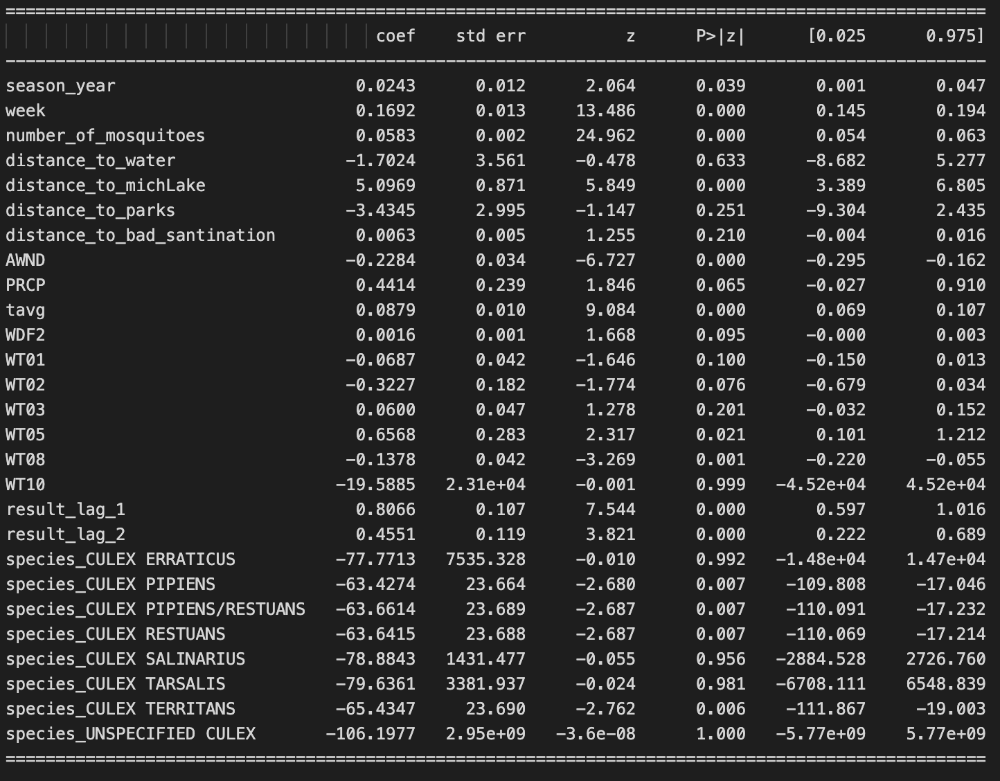 ==================================================================================================
coef std err z P>|z| [0.025 0.975]
--------------------------------------------------------------------------------------------------
season_year 0.0243 0.012 2.064 0.039 0.001 0.047
week 0.1692 0.013 13.486 0.000 0.145 0.194
number_of_mosquitoes 0.0583 0.002 24.962 0.000 0.054 0.063
distance_to_water -1.7024 3.561 -0.478 0.633 -8.682 5.277
distance_to_michLake 5.0969 0.871 5.849 0.000 3.389 6.805
distance_to_parks -3.4345 2.995 -1.147 0.251 -9.304 2.435
distance_to_bad_santination 0.0063 0.005 1.255 0.210 -0.004 0.016
AWND -0.2284 0.034 -6.727 0.000 -0.295 -0.162
PRCP 0.4414 0.239 1.846 0.065 -0.027 0.910
tavg 0.0879 0.010 9.084 0.000 0.069 0.107
WDF2 0.0016 0.001 1.668 0.095 -0.000 0.003
WT01 -0.0687 0.042 -1.646 0.100 -0.150 0.013
WT02 -0.3227 0.182 -1.774 0.076 -0.679 0.034
WT03 0.0600 0.047 1.278 0.201 -0.032 0.152
WT05 0.6568 0.283 2.317 0.021 0.101 1.212
WT08 -0.1378 0.042 -3.269 0.001 -0.220 -0.055
WT10 -19.5885 2.31e+04 -0.001 0.999 -4.52e+04 4.52e+04
result_lag_1 0.8066 0.107 7.544 0.000 0.597 1.016
result_lag_2 0.4551 0.119 3.821 0.000 0.222 0.689
species_CULEX ERRATICUS -77.7713 7535.328 -0.010 0.992 -1.48e+04 1.47e+04
species_CULEX PIPIENS -63.4274 23.664 -2.680 0.007 -109.808 -17.046
species_CULEX PIPIENS/RESTUANS -63.6614 23.689 -2.687 0.007 -110.091 -17.232
species_CULEX RESTUANS -63.6415 23.688 -2.687 0.007 -110.069 -17.214
species_CULEX SALINARIUS -78.8843 1431.477 -0.055 0.956 -2884.528 2726.760
species_CULEX TARSALIS -79.6361 3381.937 -0.024 0.981 -6708.111 6548.839
species_CULEX TERRITANS -65.4347 23.690 -2.762 0.006 -111.867 -19.003
species_UNSPECIFIED CULEX -106.1977 2.95e+09 -3.6e-08 1.000 -5.77e+09 5.77e+09
==================================================================================================